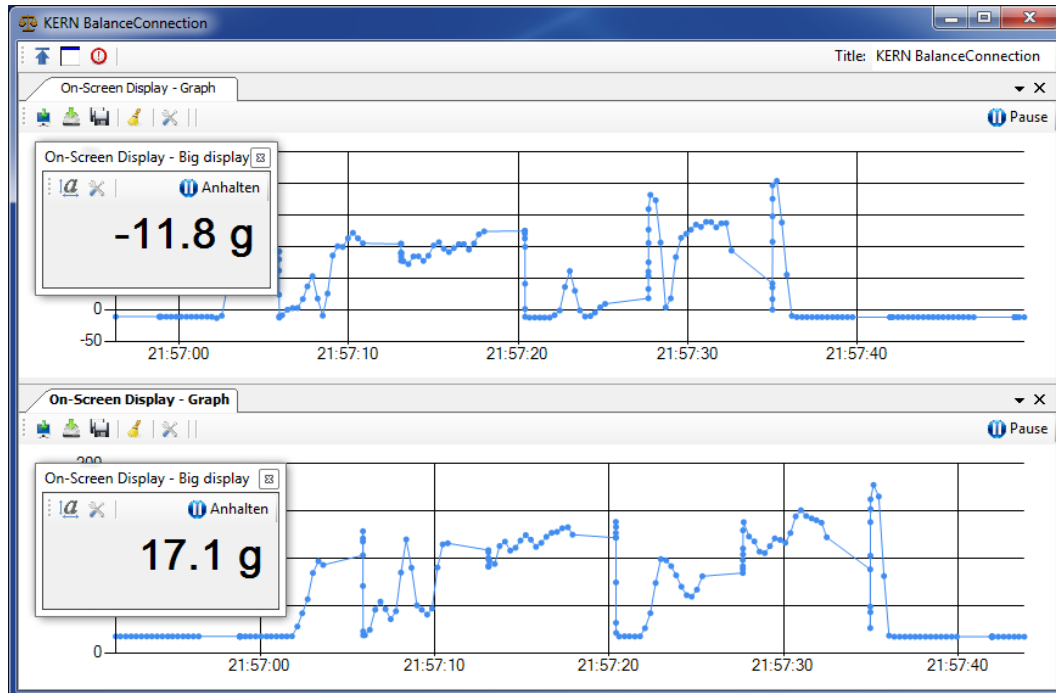 KERN BalanceConnection
Title: KERN BalanceConnection
On-Screen Display - Graph
Pause
On-Screen Display - Big display
a Anhalten
-11.8 g
0
-50
21:57:00 21:57:10 21:57:20 21:57:30 21:57:40
On-Screen Display - Graph
Pause
200
On-Screen Display - Big display
a Anhalten
17.1 g
0
21:57:00 21:57:10 21:57:20 21:57:30 21:57:40